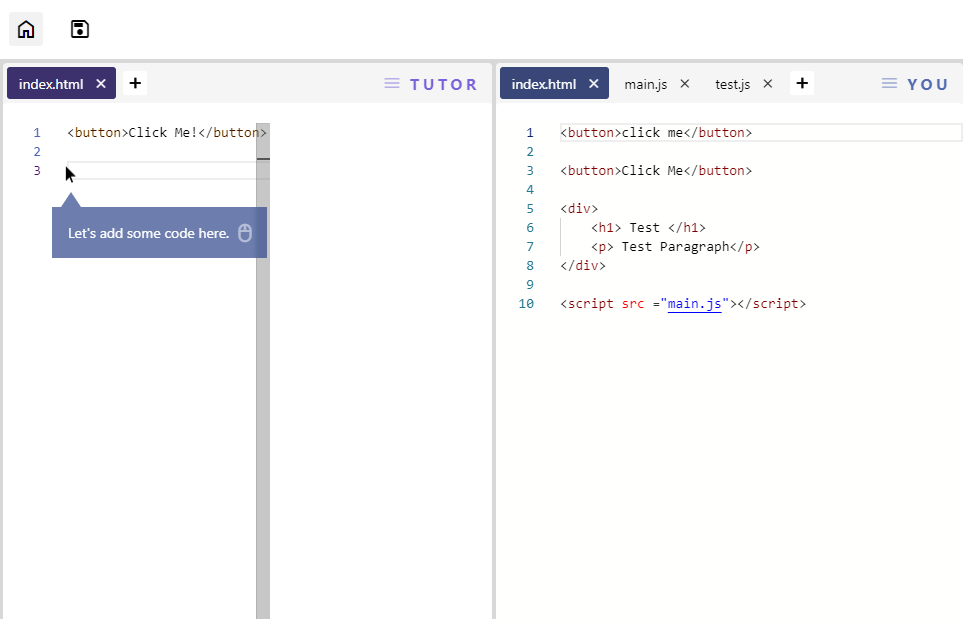 index.html × + TUTOR
1 <button>Click Me!</button>
2
3
Let's add some code here.
index.html × main.js × test.js × + YOU
1 <button>click me</button>
2
3 <button>Click Me</button>
4
5 <div>
6 <h1> Test </h1>
7 <p> Test Paragraph</p>
8 </div>
9
10 <script src ="main.js"></script>